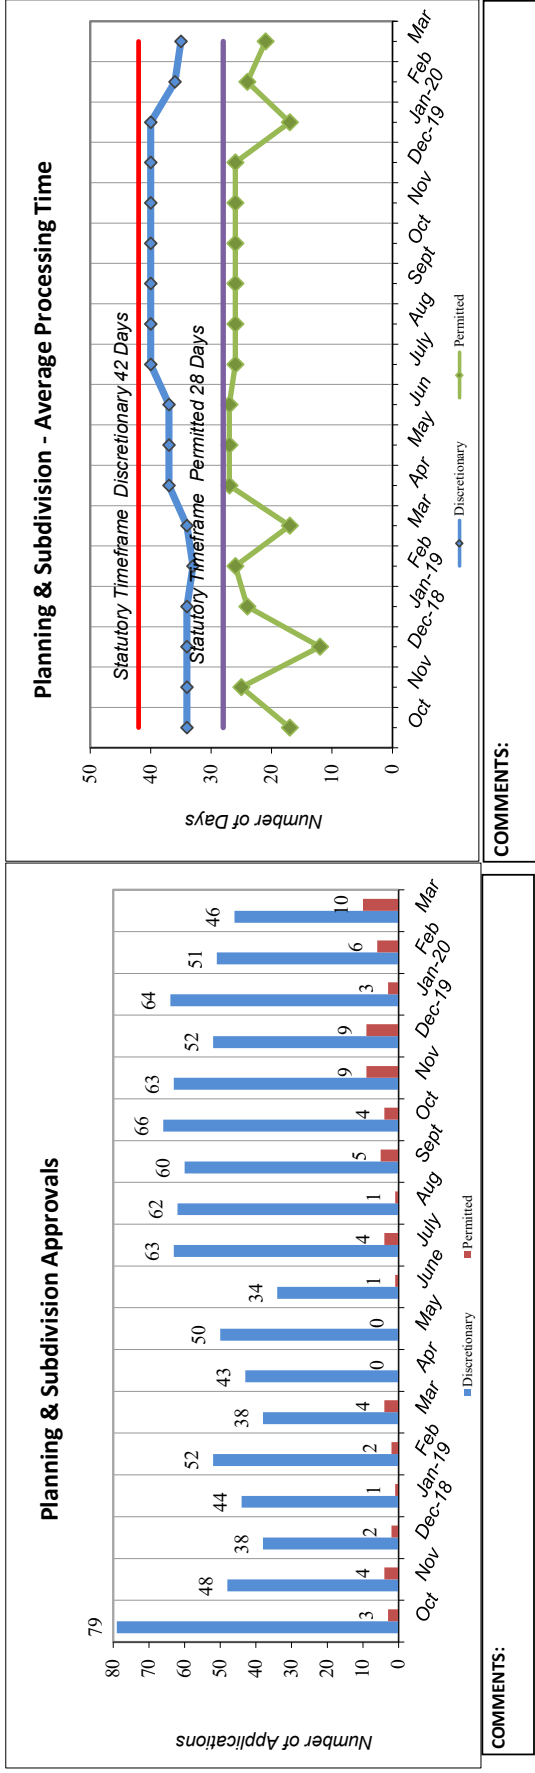 Planning & Subdivision Approvals
Number of Applications
80
70
60
50
40
30
20
10
0
79 48 38 44 52 38 43 50 34 63 62 60 66 63 52 64 51 46
3 4 2 1 2 4 0 0 1 4 1 5 4 9 9 3 6 10
Oct Nov Dec-18 Jan-19 Feb Mar Apr May June July Aug Sept Oct Nov Dec-19 Jan-20 Feb Mar
Discretionary Permitted
COMMENTS:
Planning & Subdivision - Average Processing Time
Number of Days
50
40
30
20
10
0
Statutory Timeframe Discretionary 42 Days
Statutory Timeframe Permitted 28 Days
Oct Nov Dec-18 Jan-19 Feb Mar Apr May Jun July Aug Sept Oct Nov Dec-19 Jan-20 Feb Mar
Discretionary Permitted
COMMENTS: